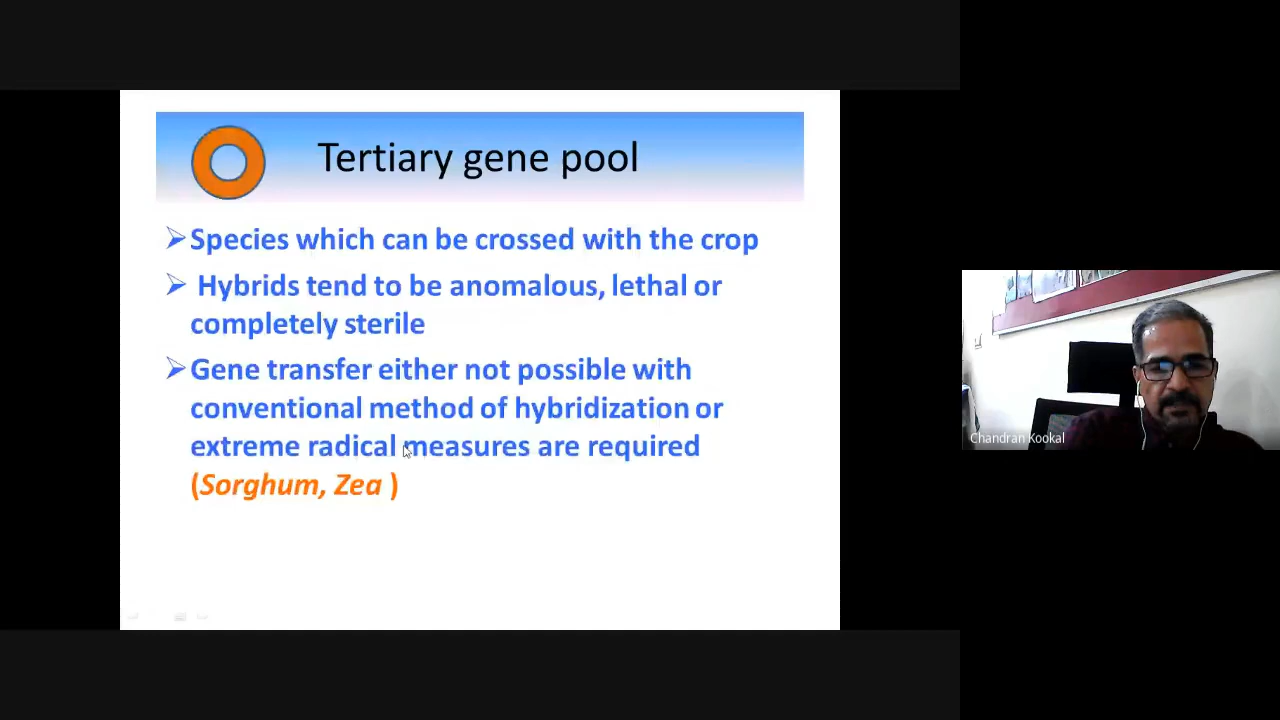 Tertiary gene pool
Species which can be crossed with the crop
Hybrids tend to be anomalous, lethal or
completely sterile
Gene transfer either not possible with
conventional method of hybridization or
extreme radical measures are required
(Sorghum, Zea )
Chandran Kookal